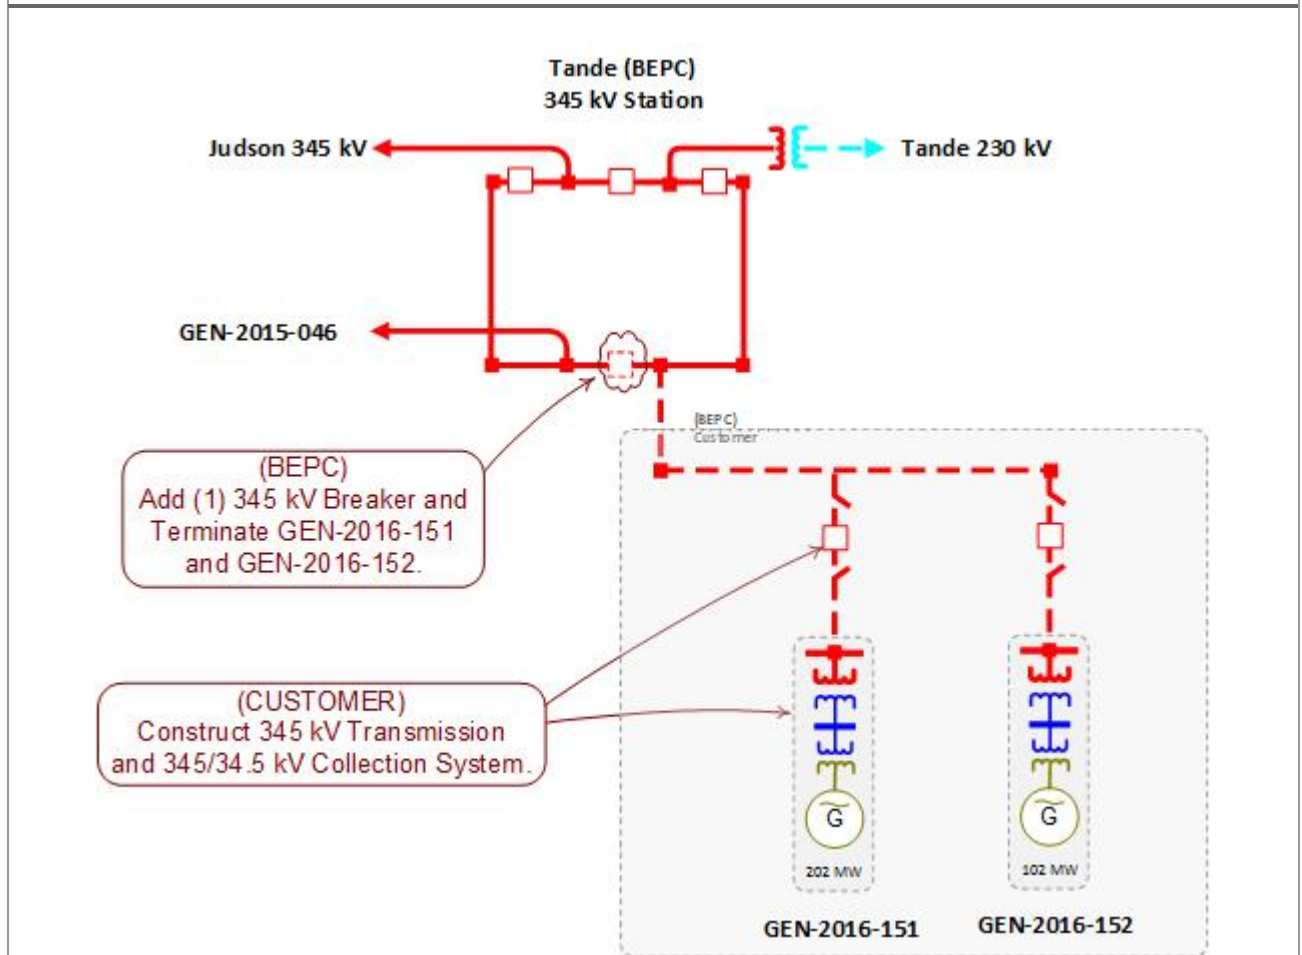 Tande (BEPC)
345 kV Station
Judson 345 kV
Tande 230 kV
GEN-2015-046
(BEPC)
Customer
(BEPC)
Add (1) 345 kV Breaker and
Terminate GEN-2016-151
and GEN-2016-152.
(CUSTOMER)
Construct 345 kV Transmission
and 345/34.5 kV Collection System.
G
G
202 MW
102 MW
GEN-2016-151
GEN-2016-152